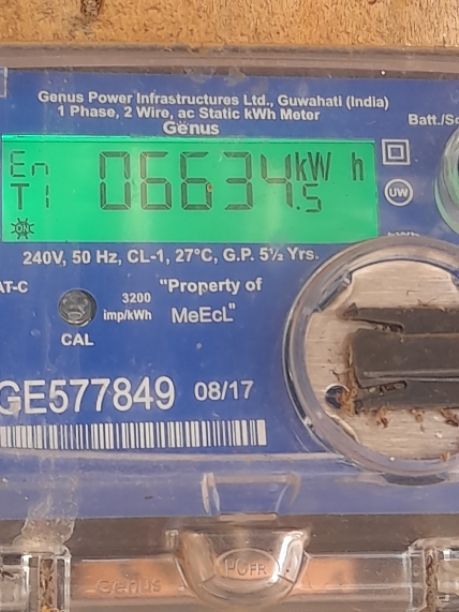 Genus Power Infrastructures Ltd., Guwahati (India)
1 Phase, 2 Wire, ac Static kWh Meter
Genus
Batt./Sc
En 06634.5 kW h
T1
ON
UW
240V, 50 Hz, CL-1, 27°C, G.P. 5½ Yrs.
AT-C
3200
imp/kWh
"Property of
MeEcL"
CAL
GE577849 08/17
Genus